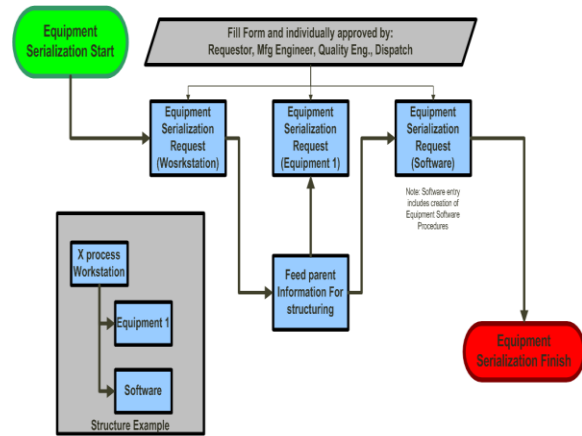 Equipment
Serialization Start
Fill Form and individually approved by:
Requestor, Mfg Engineer, Quality Eng., Dispatch
Equipment
Serialization
Request
(Wosrkstation)
Equipment
Serialization
Request
(Equipment 1)
Equipment
Serialization
Request
(Software)
Note: Software entry
includes creation of
Equipment Software
Procedures
X process
Workstation
Equipment 1
Software
Structure Example
Feed parent
Information For
structuring
Equipment
Serialization Finish